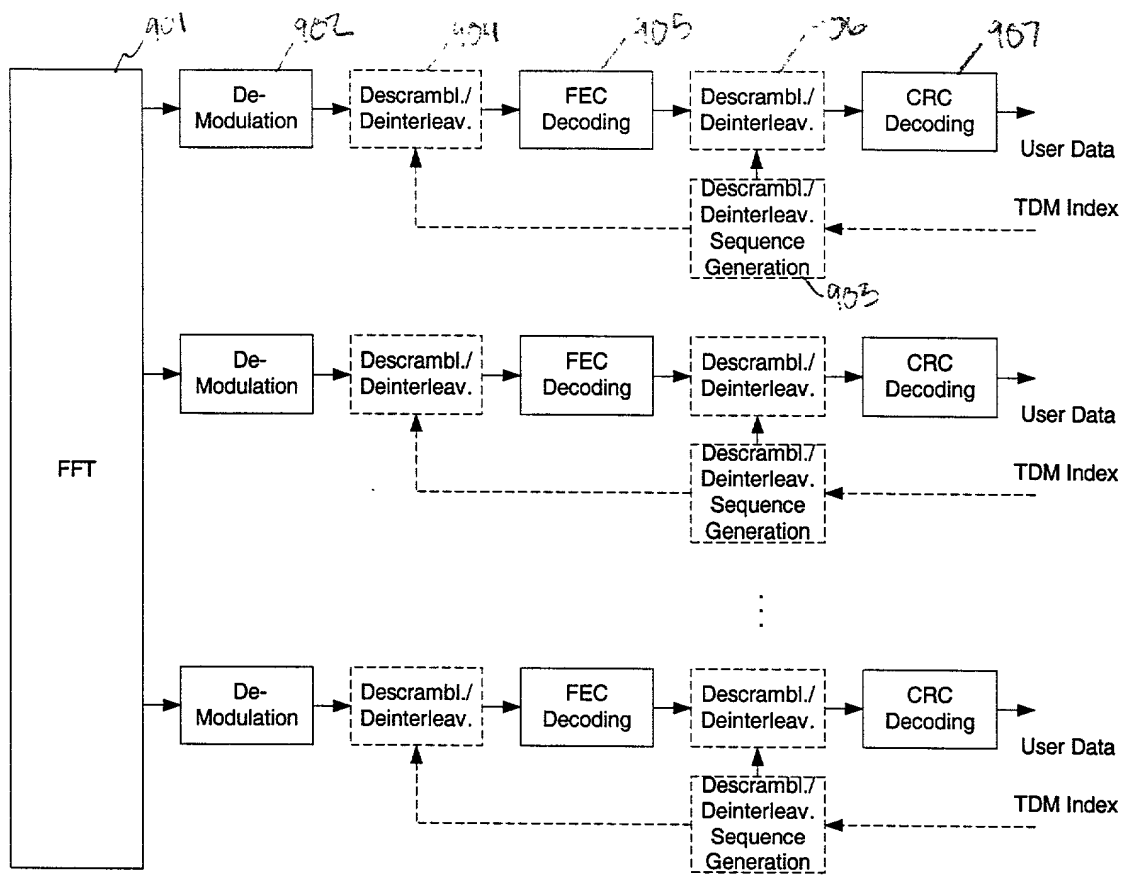 901
902
904
905
06
907
De-
Modulation
Descrambl./
Deinterleav.
FEC
Decoding
Descrambl./
Deinterleav.
CRC
Decoding
User Data
Descrambl./
Deinterleav.
Sequence
Generation
TDM Index
903
FFT
De-
Modulation
Descrambl./
Deinterleav.
FEC
Decoding
Descrambl./
Deinterleav.
CRC
Decoding
User Data
Descrambl./
Deinterleav.
Sequence
Generation
TDM Index
De-
Modulation
Descrambl./
Deinterleav.
FEC
Decoding
Descrambl./
Deinterleav.
CRC
Decoding
User Data
Descrambl./
Deinterleav.
Sequence
Generation
TDM Index